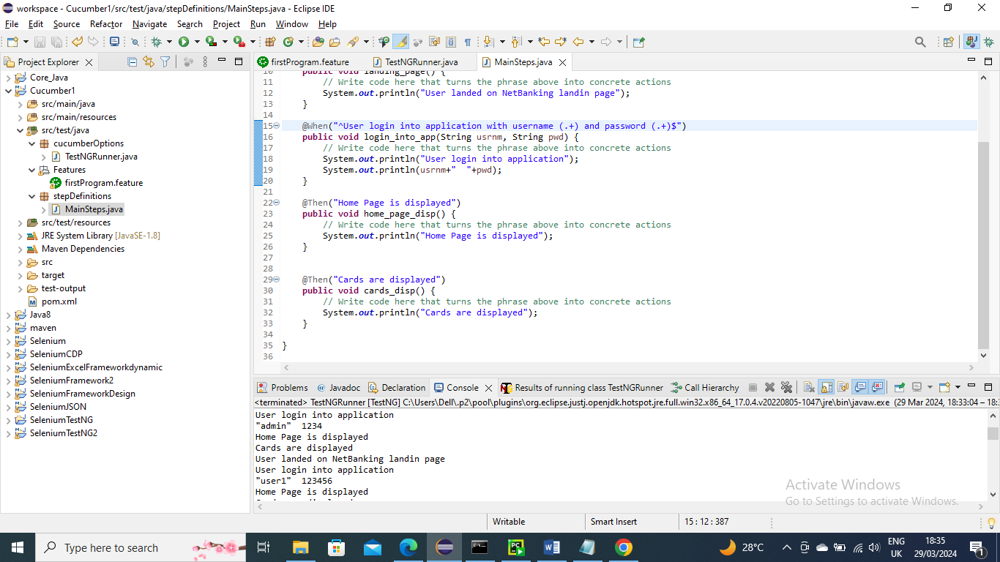 workspace - Cucumber1/src/test/java/stepDefinitions/MainSteps.java - Eclipse IDE
File Edit Source Refactor Navigate Search Project Run Window Help
Project Explorer
Core_Java
Cucumber1
src/main/java
src/main/resources
src/test/java
cucumberOptions
TestNGRunner.java
Features
firstProgram.feature
stepDefinitions
MainSteps.java
src/test/resources
JRE System Library [JavaSE-1.8]
Maven Dependencies
src
target
test-output
pom.xml
Java8
maven
Selenium
SeleniumCDP
SeleniumExcelFrameworkdynamic
SeleniumFramework2
SeleniumFrameworkDesign
SeleniumJSON
SeleniumTestNG
SeleniumTestNG2
firstProgram.feature TestNGRunner.java MainSteps.java
10 public void landing_page() {
11 // Write code here that turns the phrase above into concrete actions
12 System.out.println("User landed on NetBanking landin page");
13 }
14
15 @When("^User login into application with username (.+) and password (.+)$")
16 public void login_into_app(String usrnm, String pwd) {
17 // Write code here that turns the phrase above into concrete actions
18 System.out.println("User login into application");
19 System.out.println(usrnm+"  "+pwd);
20 }
21
22 @Then("Home Page is displayed")
23 public void home_page_disp() {
24 // Write code here that turns the phrase above into concrete actions
25 System.out.println("Home Page is displayed");
26 }
27
28
29 @Then("Cards are displayed")
30 public void cards_disp() {
31 // Write code here that turns the phrase above into concrete actions
32 System.out.println("Cards are displayed");
33 }
34
35 }
36
Problems @ Javadoc Declaration Console Results of running class TestNGRunner Call Hierarchy
<terminated> TestNGRunner [TestNG] C:\Users\Dell\.p2\pool\plugins\org.eclipse.justj.openjdk.hotspot.jre.full.win32.x86_64_17.0.4.v20220805-1047\jre\bin\javaw.exe (29 Mar 2024, 18:33:04 – 18:
User login into application
"admin"  1234
Home Page is displayed
Cards are displayed
User landed on NetBanking landin page
User login into application
"user1"  123456
Home Page is displayed
Activate Windows
Go to Settings to activate Windows.
Writable Smart Insert 15 : 12 : 387
Type here to search
28°C
ENG
UK
18:35
29/03/2024
1